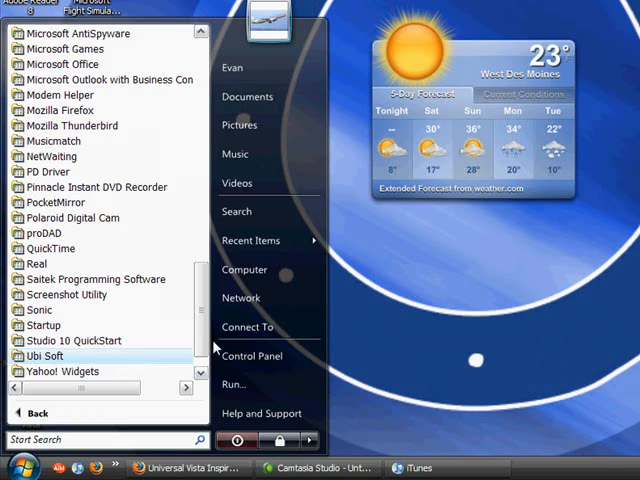 Adobe Reader
8
Microsoft
Flight Simula...
Microsoft AntiSpyware
Microsoft Games
Microsoft Office
Microsoft Outlook with Business Con
Modem Helper
Mozilla Firefox
Mozilla Thunderbird
Musicmatch
NetWaiting
PD Driver
Pinnacle Instant DVD Recorder
PocketMirror
Polaroid Digital Cam
proDAD
QuickTime
Real
Saitek Programming Software
Screenshot Utility
Sonic
Startup
Studio 10 QuickStart
Ubi Soft
Yahoo! Widgets
Back
Start Search
Evan
Documents
Pictures
Music
Videos
Search
Recent Items
Computer
Network
Connect To
Control Panel
Run...
Help and Support
23°
West Des Moines
5-Day Forecast
Current Conditions
Tonight Sat Sun Mon Tue
-- 30° 36° 34° 22°
8° 17° 28° 20° 10°
Extended Forecast from weather.com
Universal Vista Inspir...
Camtasia Studio - Unt...
iTunes